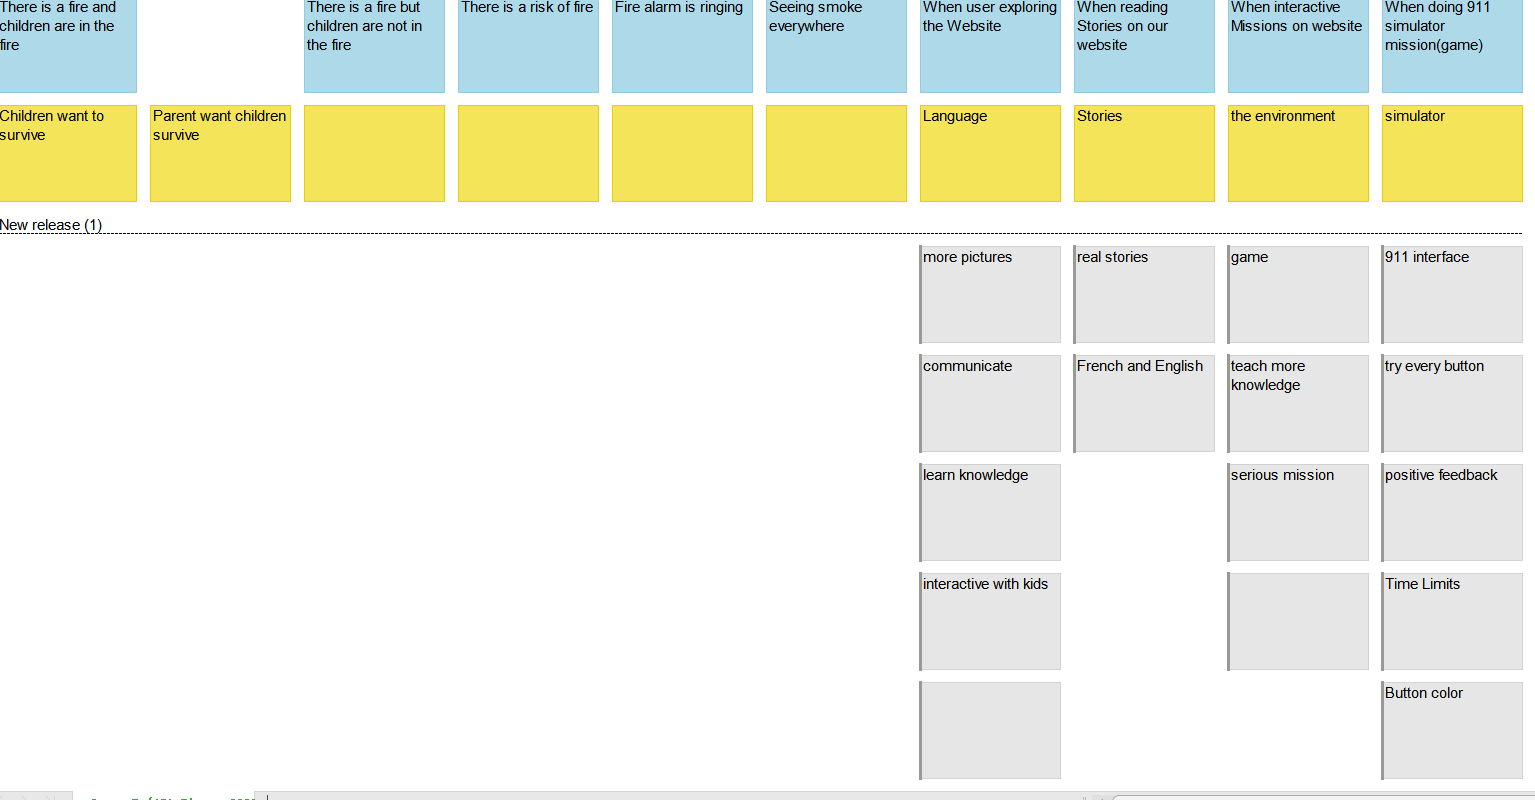 There is a fire and
children are in the
fire
There is a fire but
children are not in
the fire
There is a risk of fire
Fire alarm is ringing
Seeing smoke
everywhere
When user exploring
the Website
When reading
Stories on our
website
When interactive
Missions on website
When doing 911
simulator
mission(game)
Children want to
survive
Parent want children
survive
Language
Stories
the environment
simulator
New release (1)
more pictures
real stories
game
911 interface
communicate
French and English
teach more
knowledge
try every button
learn knowledge
serious mission
positive feedback
interactive with kids
Time Limits
Button color